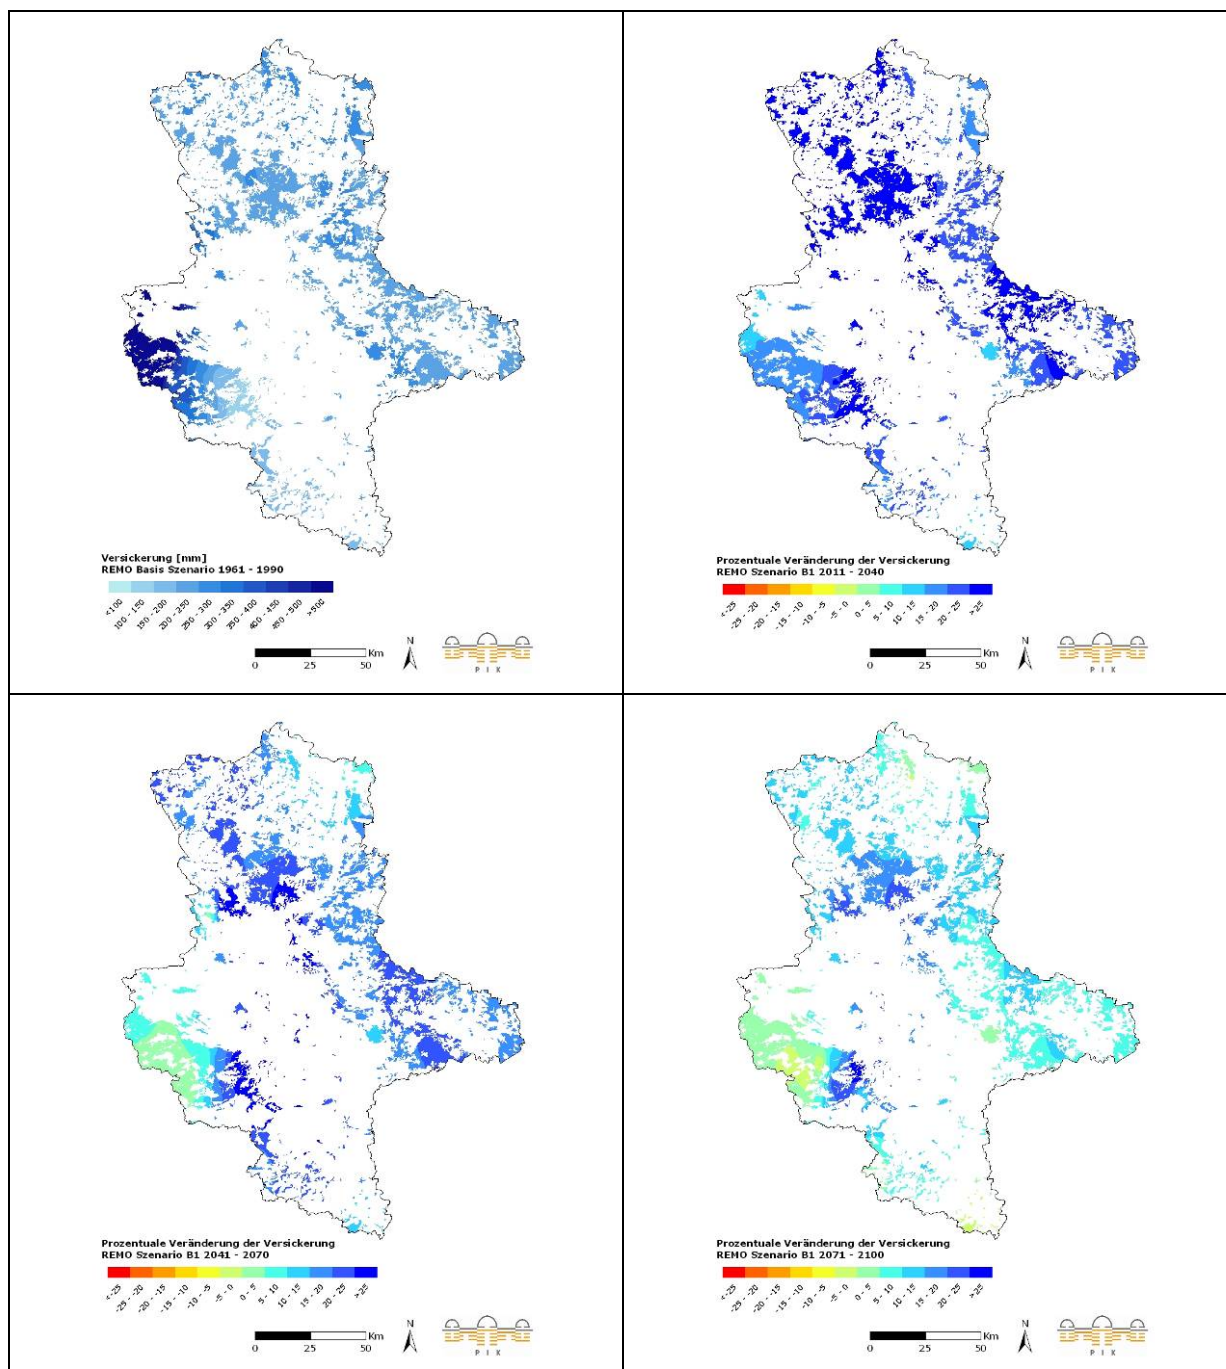 Versickerung [mm]
REMO Basis Szenario 1961 - 1990
<100
100 - 150
150 - 200
200 - 250
250 - 300
300 - 350
350 - 400
400 - 450
450 - 500
>500
N
Km
0 25 50
P I K
Prozentuale Veränderung der Versickerung
REMO Szenario B1 2011 - 2040
<-25
-25 - -20
-20 - -15
-15 - -10
-10 - -5
-5 - 0
0 - 5
5 - 10
10 - 15
15 - 20
20 - 25
>25
N
Km
0 25 50
P I K
Prozentuale Veränderung der Versickerung
REMO Szenario B1 2041 - 2070
<-25
-25 - -20
-20 - -15
-15 - -10
-10 - -5
-5 - 0
0 - 5
5 - 10
10 - 15
15 - 20
20 - 25
>25
N
Km
0 25 50
P I K
Prozentuale Veränderung der Versickerung
REMO Szenario B1 2071 - 2100
<-25
-25 - -20
-20 - -15
-15 - -10
-10 - -5
-5 - 0
0 - 5
5 - 10
10 - 15
15 - 20
20 - 25
>25
N
Km
0 25 50
P I K